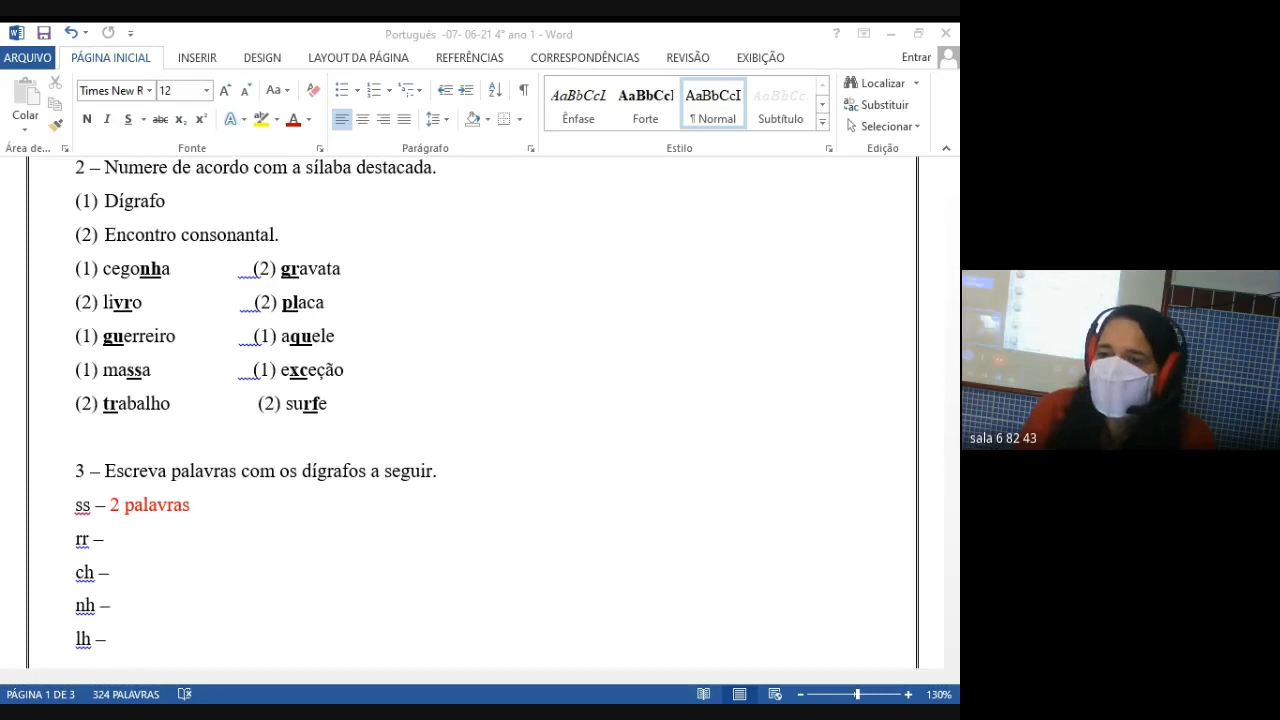 Português -07- 06-21 4° ano 1 - Word
ARQUIVO PÁGINA INICIAL INSERIR DESIGN LAYOUT DA PÁGINA REFERÊNCIAS CORRESPONDÊNCIAS REVISÃO EXIBIÇÃO Entrar
Colar
Área de...
Times New R 12
Aa
N I S abc x₂ x² A A
Fonte
Parágrafo
AaBbCcI AaBbCcI AaBbCcI AaBbCc.
Ênfase Forte ¶ Normal Subtítulo
Estilo
Localizar
Substituir
Selecionar
Edição
2 – Numere de acordo com a sílaba destacada.
(1) Dígrafo
(2) Encontro consonantal.
(1) cegonha (2) gravata
(2) livro (2) placa
(1) guerreiro (1) aquele
(1) massa (1) exceção
(2) trabalho (2) surfe
3 – Escreva palavras com os dígrafos a seguir.
ss – 2 palavras
rr –
ch –
nh –
lh –
PÁGINA 1 DE 3 324 PALAVRAS 130%
sala 6 82 43